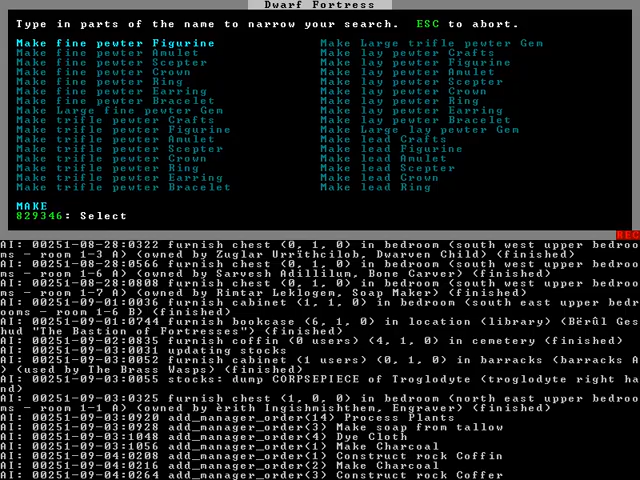 Dwarf Fortress
Type in parts of the name to narrow your search.  ESC to abort.
Make fine pewter Figurine
Make fine pewter Amulet
Make fine pewter Scepter
Make fine pewter Crown
Make fine pewter Ring
Make fine pewter Earring
Make fine pewter Bracelet
Make Large fine pewter Gem
Make trifle pewter Crafts
Make trifle pewter Figurine
Make trifle pewter Amulet
Make trifle pewter Scepter
Make trifle pewter Crown
Make trifle pewter Ring
Make trifle pewter Earring
Make trifle pewter Bracelet
Make Large trifle pewter Gem
Make lay pewter Crafts
Make lay pewter Figurine
Make lay pewter Amulet
Make lay pewter Scepter
Make lay pewter Crown
Make lay pewter Ring
Make lay pewter Earring
Make lay pewter Bracelet
Make Large lay pewter Gem
Make lead Crafts
Make lead Figurine
Make lead Amulet
Make lead Scepter
Make lead Crown
Make lead Ring
MAKE
829346: Select
REC
AI: 00251-08-28:0322 furnish chest (0, 1, 0) in bedroom (south west upper bedroo
ms - room 1-3 A) (owned by Zuglar Urrïthcilob, Dwarven Child) (finished)
AI: 00251-08-28:0566 furnish chest (0, 1, 0) in bedroom (south west upper bedroo
ms - room 1-6 A) (owned by Sarvesh Adillilum, Bone Carver) (finished)
AI: 00251-08-28:0808 furnish chest (0, 1, 0) in bedroom (south west upper bedroo
ms - room 1-7 A) (owned by Rimtar Leklogem, Soap Maker) (finished)
AI: 00251-09-01:0036 furnish cabinet (1, 1, 0) in bedroom (south east upper bedr
ooms - room 1-6 B) (finished)
AI: 00251-09-01:0744 furnish bookcase (6, 1, 0) in location (library) (Bërûl Ges
hud "The Bastion of Fortresses") (finished)
AI: 00251-09-02:0835 furnish coffin (0 users) (4, 1, 0) in cemetery (finished)
AI: 00251-09-03:0031 updating stocks
AI: 00251-09-03:0052 furnish cabinet (1 users) (0, 1, 0) in barracks (barracks A
) (used by The Brass Wasps) (finished)
AI: 00251-09-03:0055 stocks: dump CORPSEPIECE of Troglodyte (troglodyte right ha
nd)
AI: 00251-09-03:0325 furnish chest (1, 0, 0) in bedroom (north east upper bedroo
ms - room 1-1 A) (owned by èrith Ingishmishthem, Engraver) (finished)
AI: 00251-09-03:0920 add_manager_order(14) Process Plants
AI: 00251-09-03:0928 add_manager_order(3) Make soap from tallow
AI: 00251-09-03:1048 add_manager_order(4) Dye Cloth
AI: 00251-09-03:1056 add_manager_order(1) Make Charcoal
AI: 00251-09-04:0208 add_manager_order(1) Construct rock Coffin
AI: 00251-09-04:0216 add_manager_order(2) Make Charcoal
AI: 00251-09-04:0264 add_manager_order(3) Construct rock Coffer